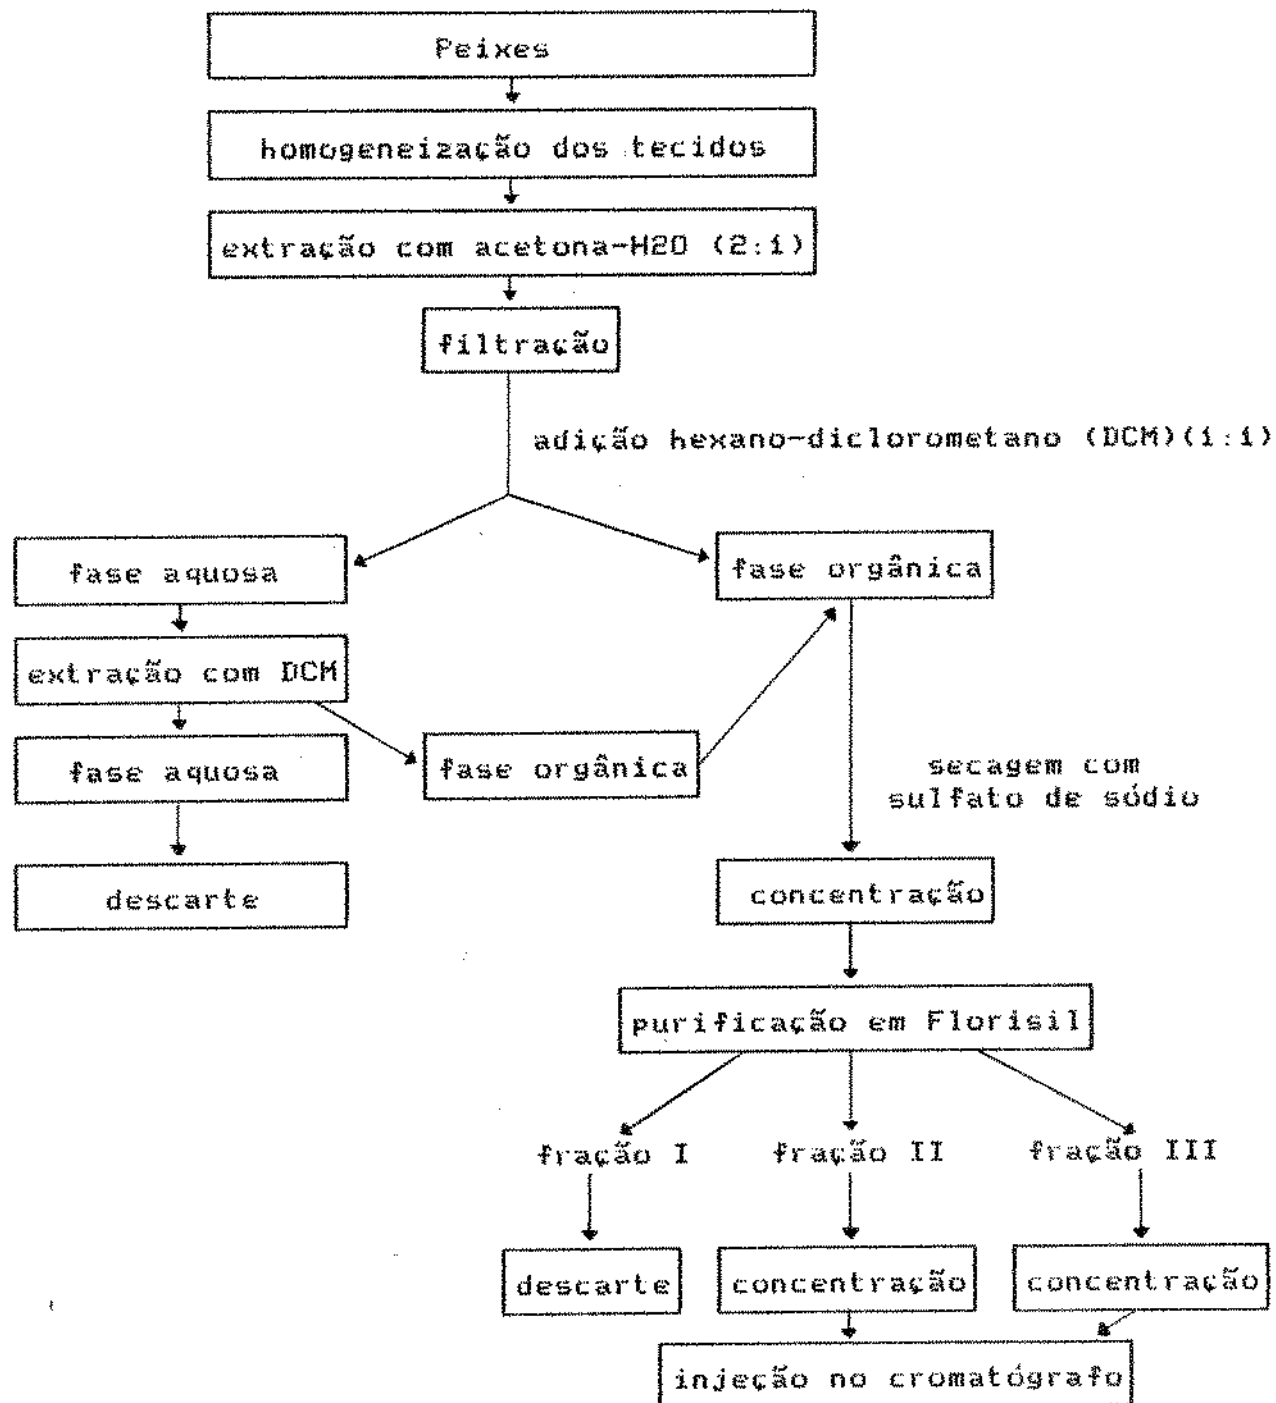 Peixes
homogeneização dos tecidos
extração com acetona-H2O (2:1)
filtração
adição hexano-diclorometano (DCM)(1:1)
fase aquosa
fase orgânica
extração com DCM
fase aquosa
fase orgânica
secagem com
sulfato de sódio
descarte
concentração
purificação em Florisil
fração I
fração II
fração III
descarte
concentração
concentração
injeção no cromatógrafo